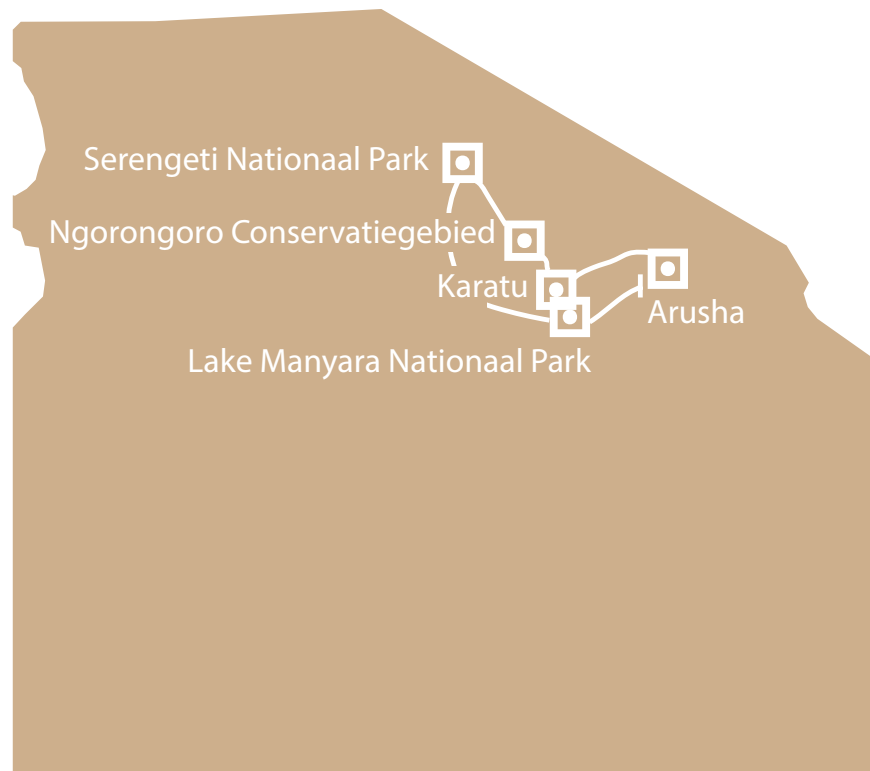 Serengeti Nationaal Park
Ngorongoro Conservatiegebied
Karatu
Arusha
Lake Manyara Nationaal Park